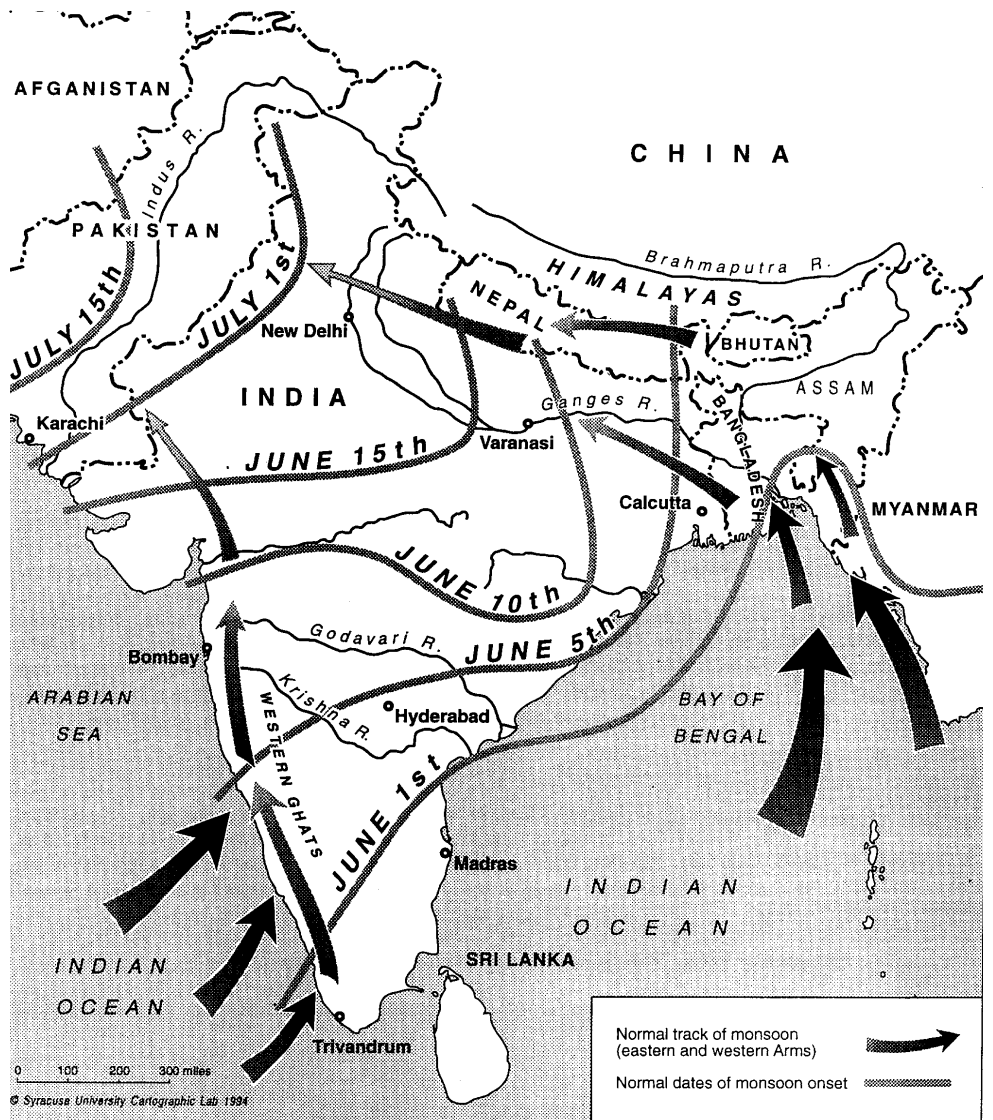 AFGANISTAN
CHINA
Indus R.
PAKISTAN
JULY 15th
JULY 1st
HIMALAYAS
Brahmaputra R.
NEPAL
New Delhi
BHUTAN
INDIA
ASSAM
Ganges R.
BANGLADESH
Karachi
Varanasi
JUNE 15th
Calcutta
MYANMAR
JUNE 10th
Godavari R.
JUNE 5th
Bombay
ARABIAN
SEA
Krishna R.
Hyderabad
WESTERN GHATS
BAY OF
BENGAL
JUNE 1st
Madras
INDIAN
OCEAN
INDIAN
OCEAN
SRI LANKA
Trivandrum
Normal track of monsoon
(eastern and western Arms)
Normal dates of monsoon onset
0 100 200 300 miles
© Syracusa University Cartographic Lab 1994